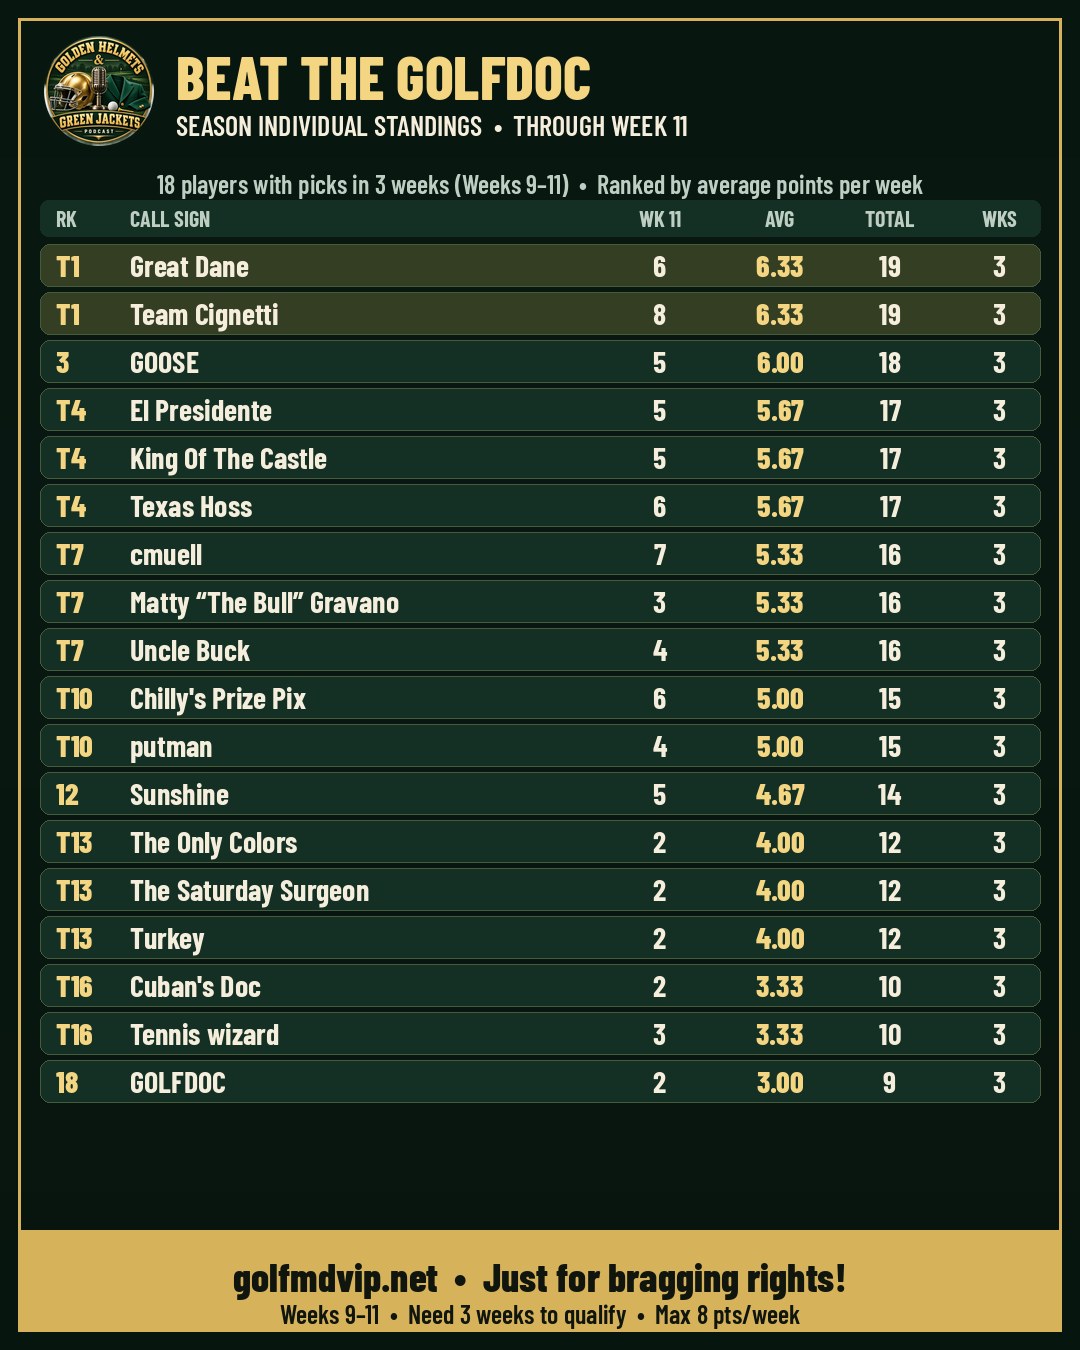 GOLDEN HELMETS
&
GREEN JACKETS
PODCAST
BEAT THE GOLFDOC
SEASON INDIVIDUAL STANDINGS • THROUGH WEEK 11
18 players with picks in 3 weeks (Weeks 9–11) • Ranked by average points per week
RK CALL SIGN WK 11 AVG TOTAL WKS
T1 Great Dane 6 6.33 19 3
T1 Team Cignetti 8 6.33 19 3
3 GOOSE 5 6.00 18 3
T4 El Presidente 5 5.67 17 3
T4 King Of The Castle 5 5.67 17 3
T4 Texas Hoss 6 5.67 17 3
T7 cmuell 7 5.33 16 3
T7 Matty “The Bull” Gravano 3 5.33 16 3
T7 Uncle Buck 4 5.33 16 3
T10 Chilly's Prize Pix 6 5.00 15 3
T10 putman 4 5.00 15 3
12 Sunshine 5 4.67 14 3
T13 The Only Colors 2 4.00 12 3
T13 The Saturday Surgeon 2 4.00 12 3
T13 Turkey 2 4.00 12 3
T16 Cuban's Doc 2 3.33 10 3
T16 Tennis wizard 3 3.33 10 3
18 GOLFDOC 2 3.00 9 3
golfmdvip.net • Just for bragging rights!
Weeks 9–11 • Need 3 weeks to qualify • Max 8 pts/week